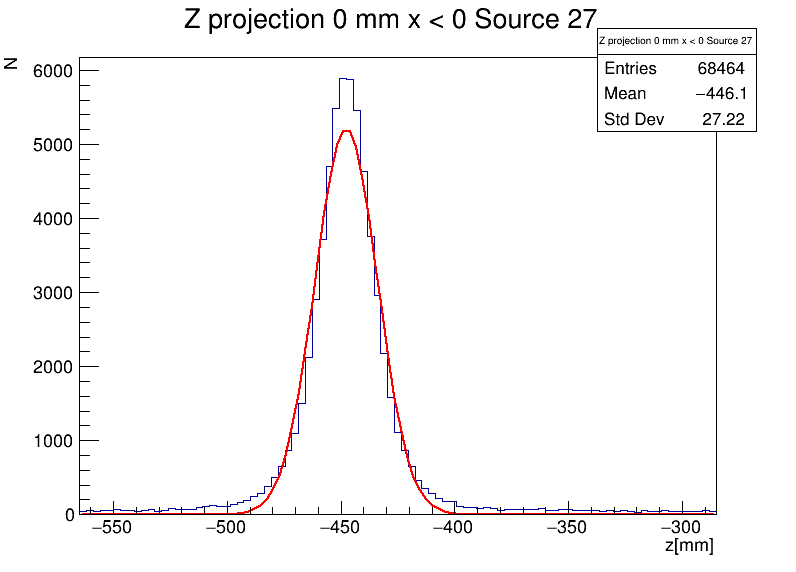 Z projection 0 mm x < 0 Source 27
Z projection 0 mm x < 0 Source 27
Entries 68464
Mean −446.1
Std Dev 27.22
N
6000
5000
4000
3000
2000
1000
0
−550 −500 −450 −400 −350 −300
z[mm]